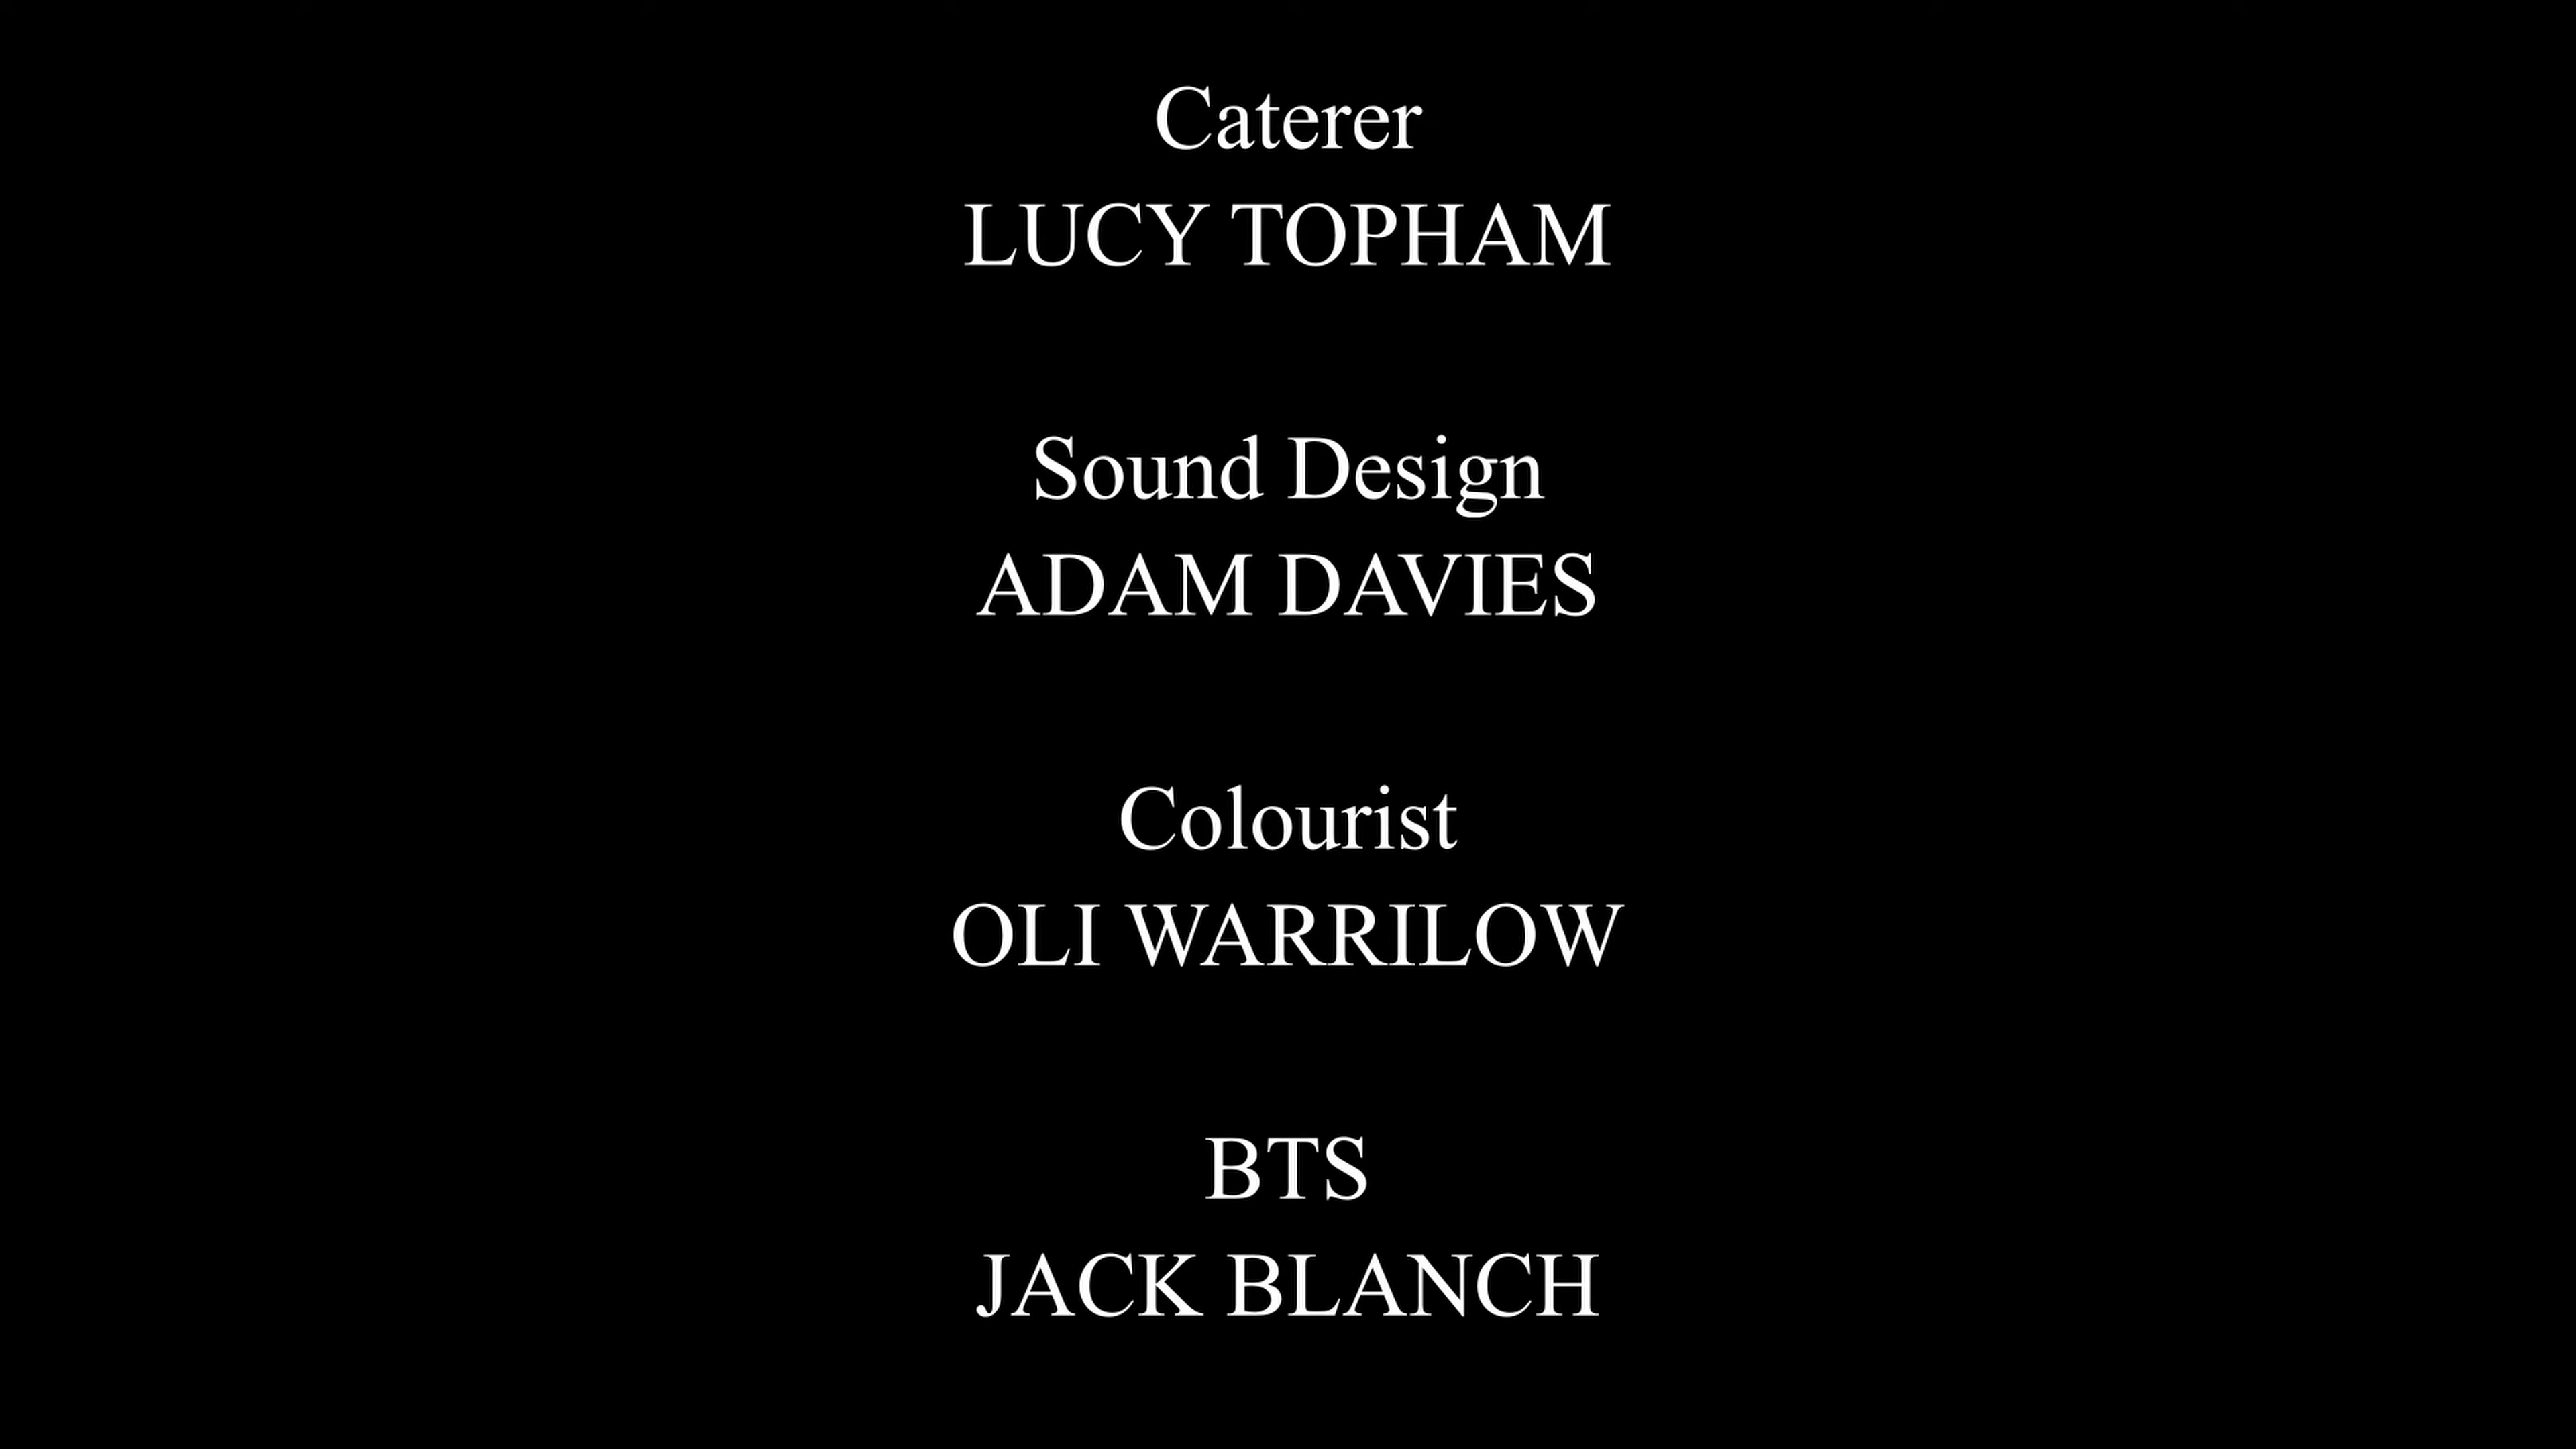 Caterer
LUCY TOPHAM
Sound Design
ADAM DAVIES
Colourist
OLI WARRILOW
BTS
JACK BLANCH